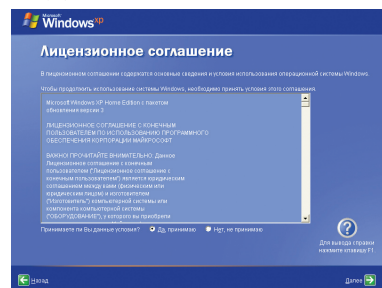 Microsoft
Windows xp
Лицензионное соглашение
В лицензионном соглашении содержатся основные сведения и условия использования операционной системы Windows.
Чтобы продолжить использование системы Windows, необходимо принять условия этого соглашения.
Microsoft Windows XP Home Edition с пакетом
обновления версии 3
ЛИЦЕНЗИОННОЕ СОГЛАШЕНИЕ С КОНЕЧНЫМ
ПОЛЬЗОВАТЕЛЕМ ПО ИСПОЛЬЗОВАНИЮ ПРОГРАММНОГО
ОБЕСПЕЧЕНИЯ КОРПОРАЦИИ МАЙКРОСОФТ
ВАЖНО! ПРОЧИТАЙТЕ ВНИМАТЕЛЬНО: Данное
Лицензионное соглашение с конечным
пользователем ("Лицензионное соглашение с
конечным пользователем") является юридическим
соглашением между вами (физическим или
юридическим лицом) и изготовителем
("Изготовитель") компьютерной системы или
компонента компьютерной системы
("ОБОРУДОВАНИЕ"), у которого вы приобрели
Принимаете ли Вы данные условия?
Да, принимаю
Нет, не принимаю
Для вывода справки
нажмите клавишу F1.
Назад
Далее